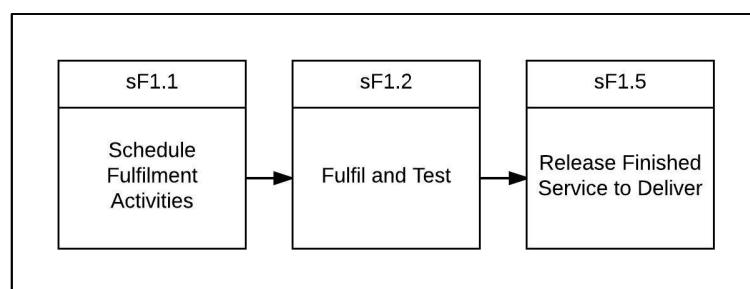 sF1.1
Schedule
Fulfilment
Activities
sF1.2
Fulfil and Test
sF1.5
Release Finished
Service to Deliver